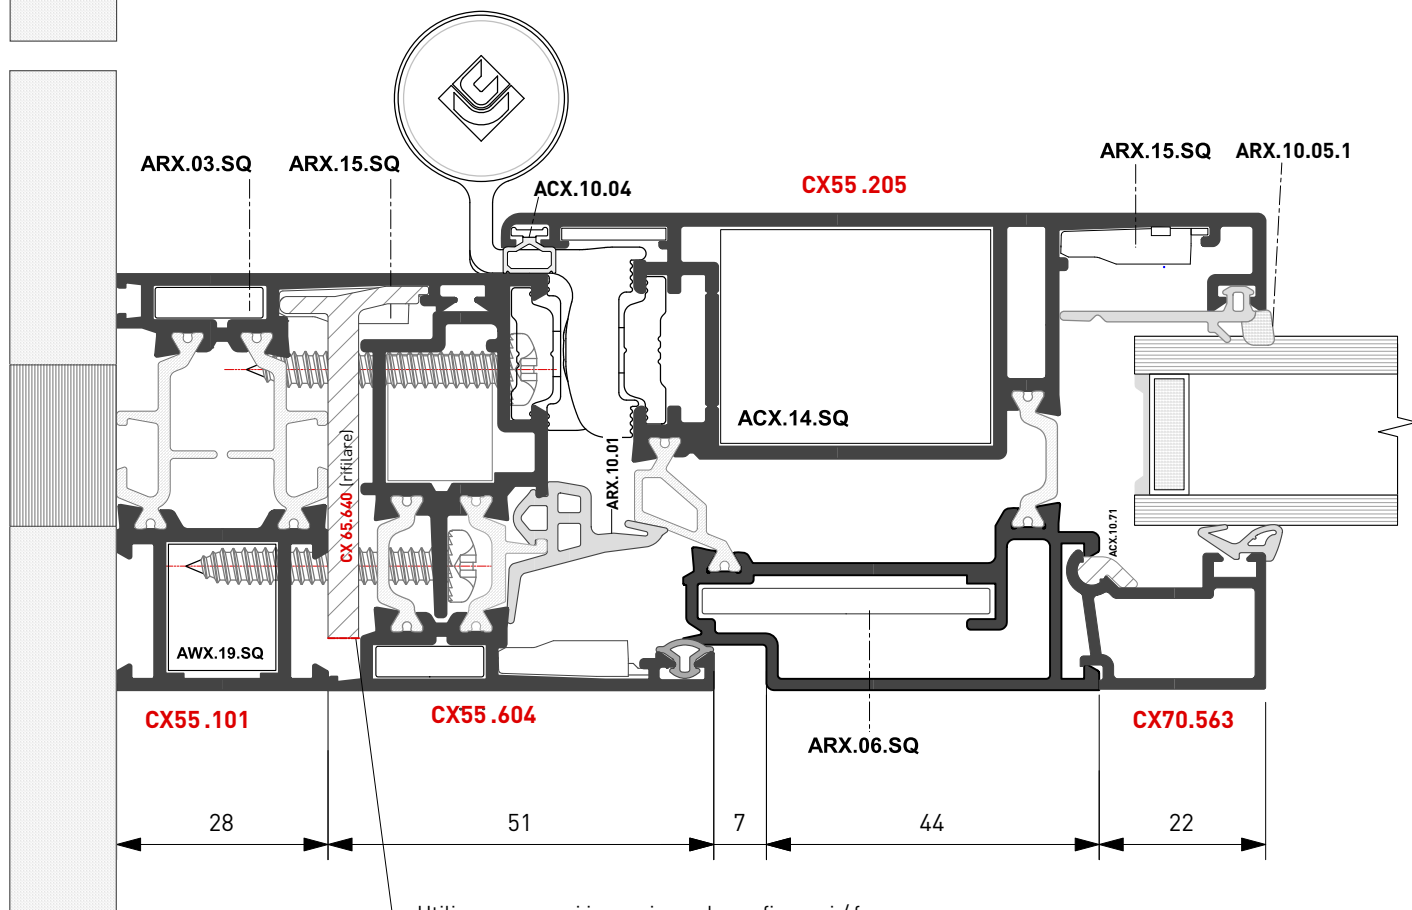 ARX.03.SQ
ARX.15.SQ
ACX.10.04
CX55.205
ARX.15.SQ
ARX.10.05.1
ACX.14.SQ
ARX.10.01
CX 65.640 (rifilare)
ACX.10.71
AWX.19.SQ
CX55.101
CX55.604
ARX.06.SQ
CX70.563
28
51
7
44
22